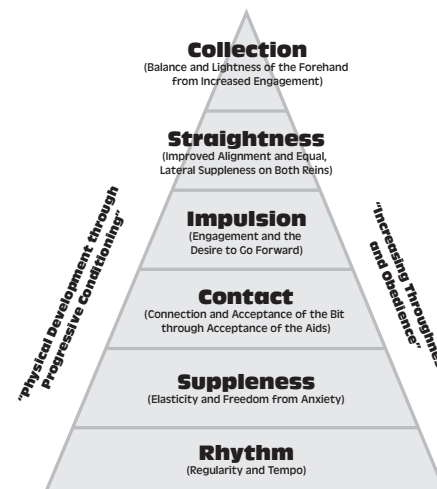 Collection
(Balance and Lightness of the Forehand
from Increased Engagement)
Straightness
(Improved Alignment and Equal,
Lateral Suppleness on Both Reins)
Impulsion
(Engagement and the
Desire to Go Forward)
Contact
(Connection and Acceptance of the Bit
through Acceptance of the Aids)
Suppleness
(Elasticity and Freedom from Anxiety)
Rhythm
(Regularity and Tempo)
"Physical Development through
Progressive Conditioning"
"Increasing Throughnes
and Obedience"